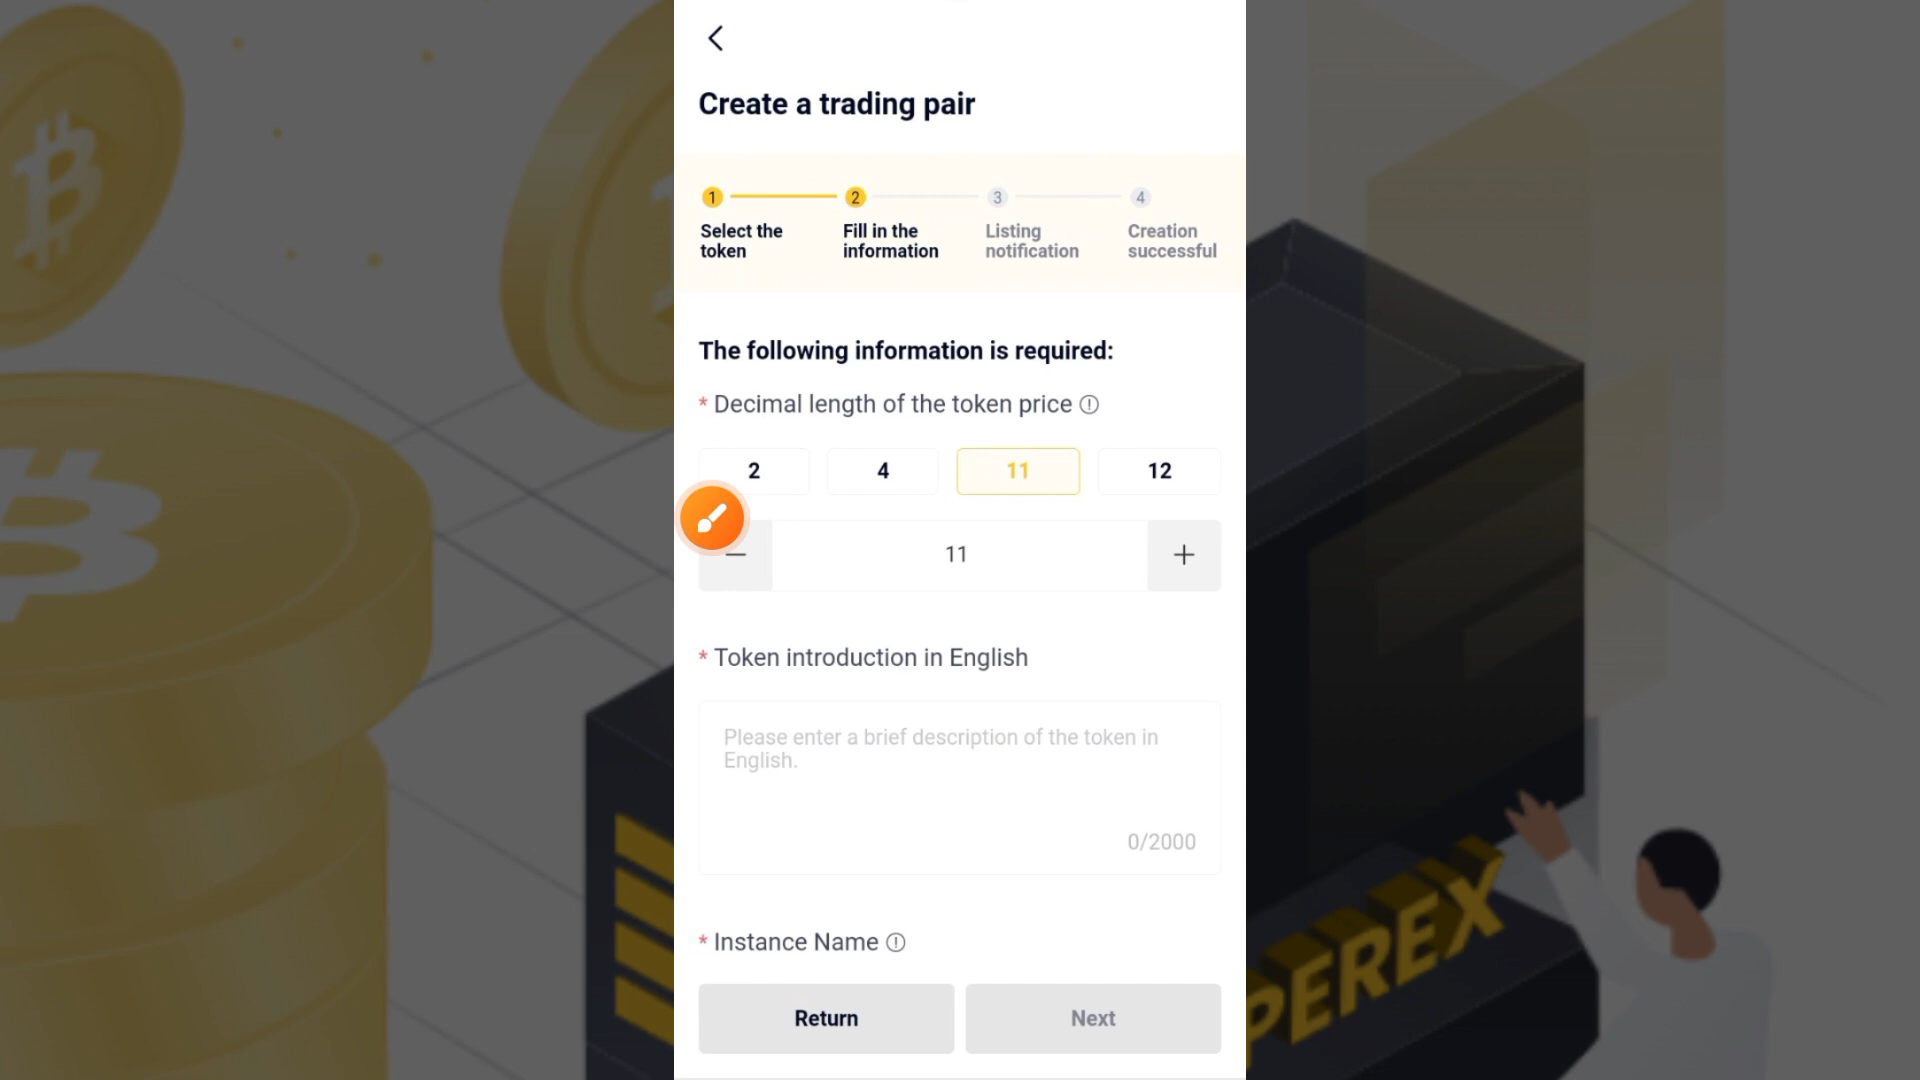 Create a trading pair
1
2
3
4
Select the
token
Fill in the
information
Listing
notification
Creation
successful
The following information is required:
* Decimal length of the token price
2
4
11
12
− 11 +
* Token introduction in English
Please enter a brief description of the token in
English.
0/2000
* Instance Name
Return
Next
PEREX